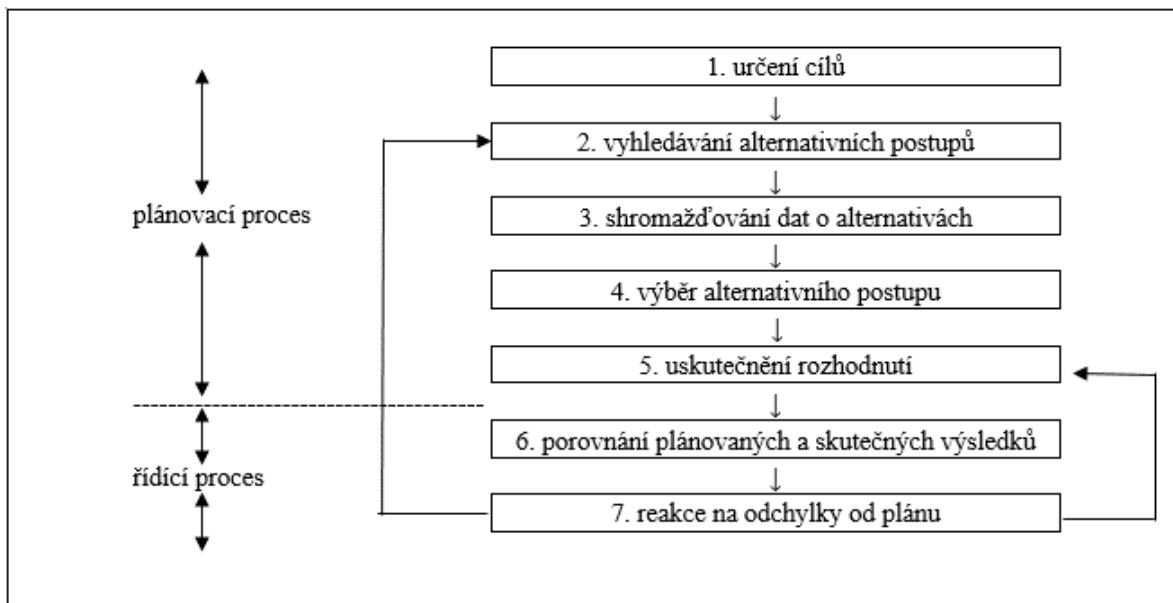 1. určení cílů
2. vyhledávání alternativních postupů
plánovací proces
3. shromažďování dat o alternativách
4. výběr alternativního postupu
5. uskutečnění rozhodnutí
6. porovnání plánovaných a skutečných výsledků
řídící proces
7. reakce na odchylky od plánu